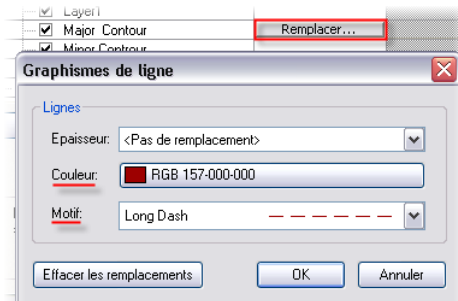 Layer1
Major Contour Remplacer...
Minor Contour
Graphismes de ligne
Lignes
Epaisseur: <Pas de remplacement>
Couleur: RGB 157-000-000
Motif: Long Dash
Effacer les remplacements OK Annuler